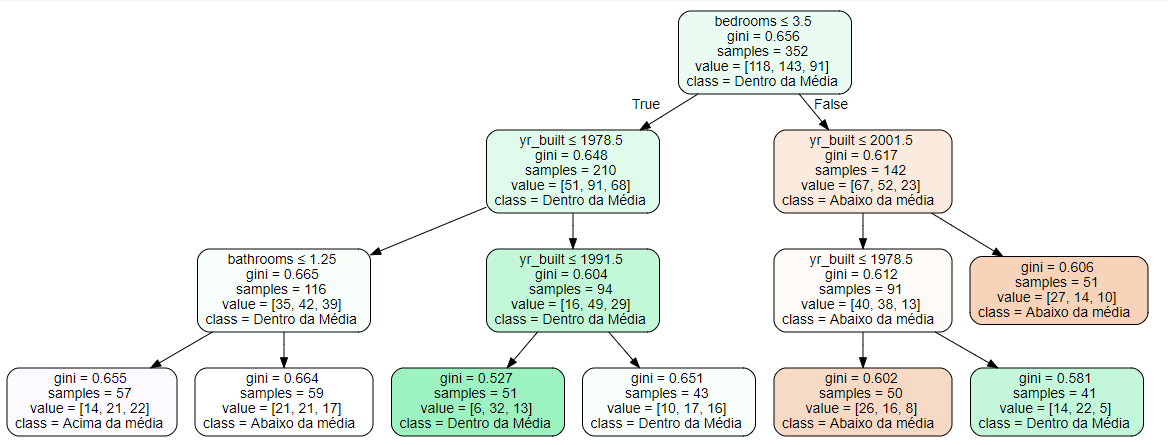 bedrooms ≤ 3.5
gini = 0.656
samples = 352
value = [118, 143, 91]
class = Dentro da Média
True
False
yr_built ≤ 1978.5
gini = 0.648
samples = 210
value = [51, 91, 68]
class = Dentro da Média
yr_built ≤ 2001.5
gini = 0.617
samples = 142
value = [67, 52, 23]
class = Abaixo da média
bathrooms ≤ 1.25
gini = 0.665
samples = 116
value = [35, 42, 39]
class = Dentro da Média
yr_built ≤ 1991.5
gini = 0.604
samples = 94
value = [16, 49, 29]
class = Dentro da Média
yr_built ≤ 1978.5
gini = 0.612
samples = 91
value = [40, 38, 13]
class = Abaixo da média
gini = 0.606
samples = 51
value = [27, 14, 10]
class = Abaixo da média
gini = 0.655
samples = 57
value = [14, 21, 22]
class = Acima da média
gini = 0.664
samples = 59
value = [21, 21, 17]
class = Abaixo da média
gini = 0.527
samples = 51
value = [6, 32, 13]
class = Dentro da Média
gini = 0.651
samples = 43
value = [10, 17, 16]
class = Dentro da Média
gini = 0.602
samples = 50
value = [26, 16, 8]
class = Abaixo da média
gini = 0.581
samples = 41
value = [14, 22, 5]
class = Dentro da Média